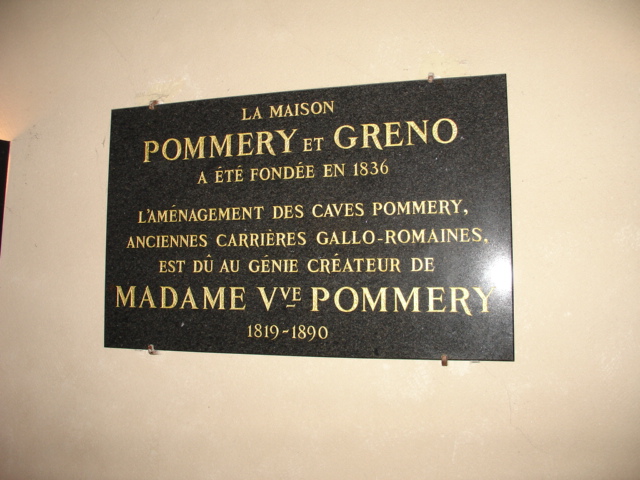 LA MAISON
POMMERY ET GRENO
A ÉTÉ FONDÉE EN 1836
L'AMÉNAGEMENT DES CAVES POMMERY,
ANCIENNES CARRIÈRES GALLO-ROMAINES,
EST DÛ AU GÉNIE CRÉATEUR DE
MADAME VVE POMMERY
1819-1890